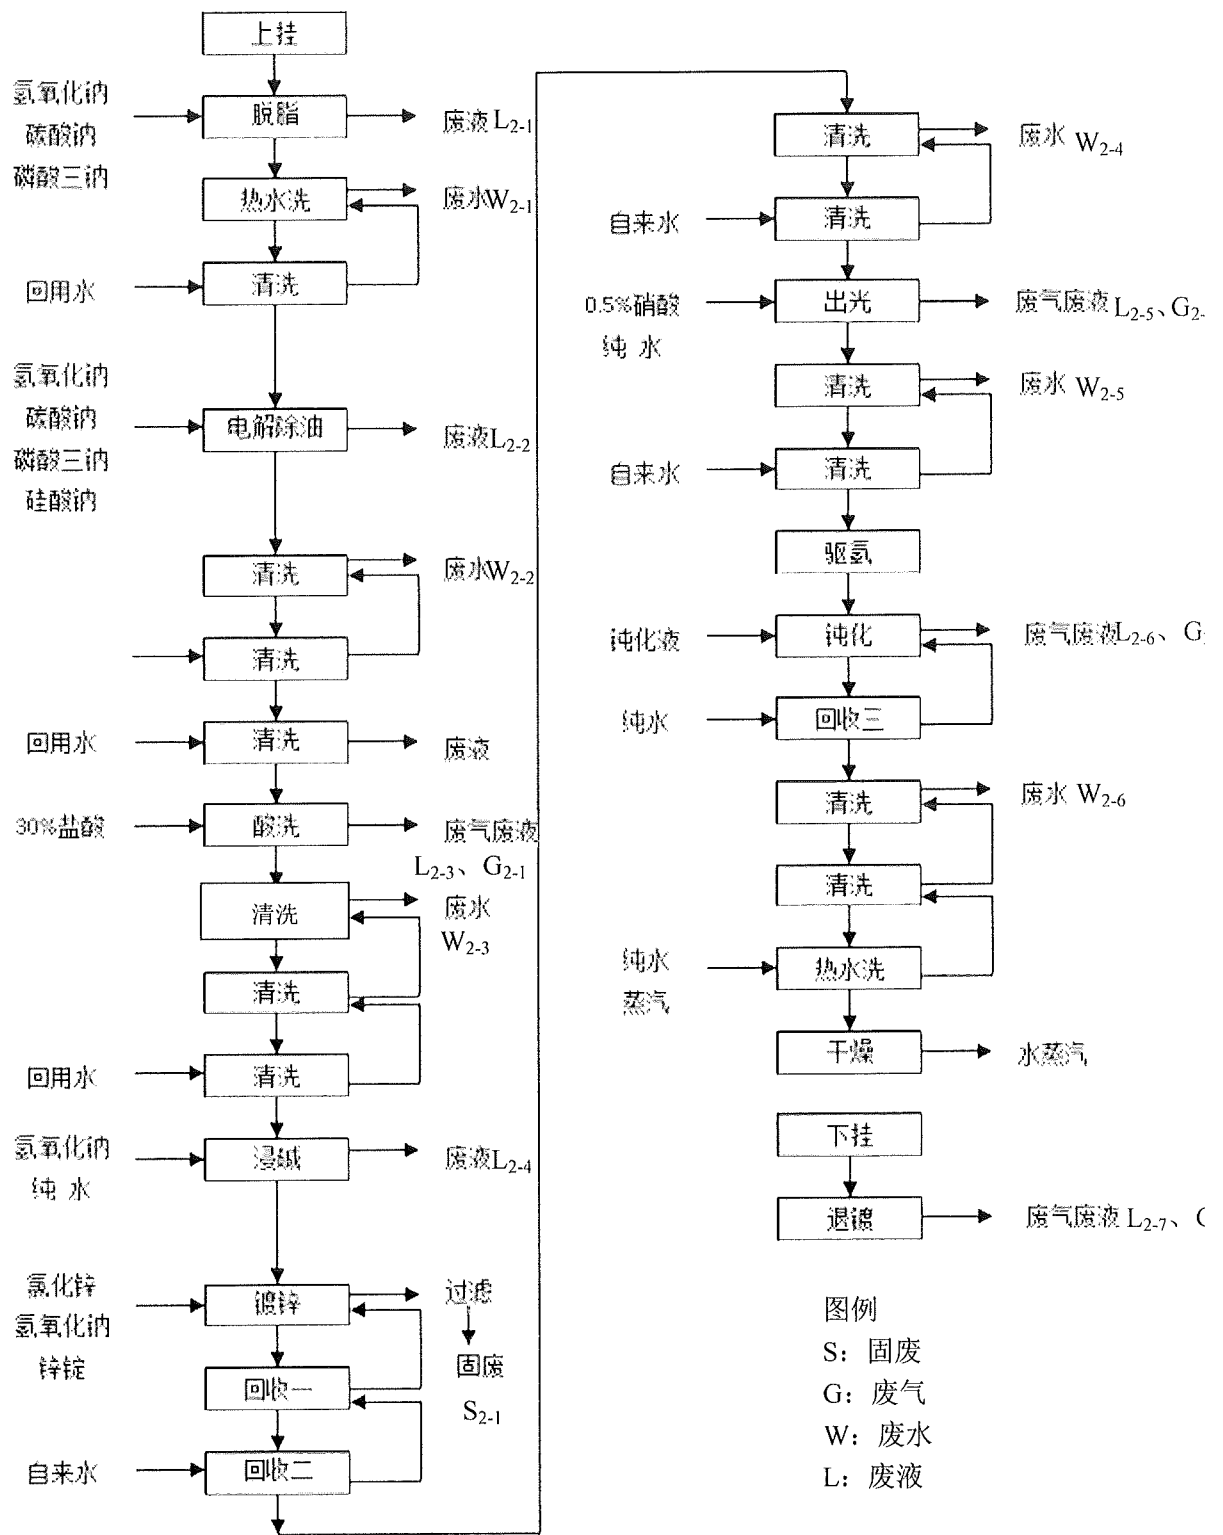 上挂
氢氧化钠
碳酸钠
磷酸三钠
脱脂
废液 L2-1
热水洗
废水W2-1
回用水
清洗
氢氧化钠
碳酸钠
磷酸三钠
硅酸钠
电解除油
废液L2-2
清洗
废水W2-2
清洗
回用水
清洗
废液
30%盐酸
酸洗
废气废液
L2-3、G2-1
清洗
废水
W2-3
清洗
回用水
清洗
氢氧化钠
纯 水
浸碱
废液L2-4
氯化锌
氢氧化钠
锌锭
镀锌
过滤
固废
S2-1
回收一
自来水
回收二
清洗
废水 W2-4
自来水
清洗
0.5%硝酸
纯 水
出光
废气废液 L2-5、G2-
清洗
废水 W2-5
自来水
清洗
驱氢
钝化液
钝化
废气废液L2-6、G
纯水
回收三
清洗
废水 W2-6
清洗
纯水
蒸汽
热水洗
干燥
水蒸汽
下挂
退镀
废气废液 L2-7、
图例
S：固废
G：废气
W：废水
L：废液